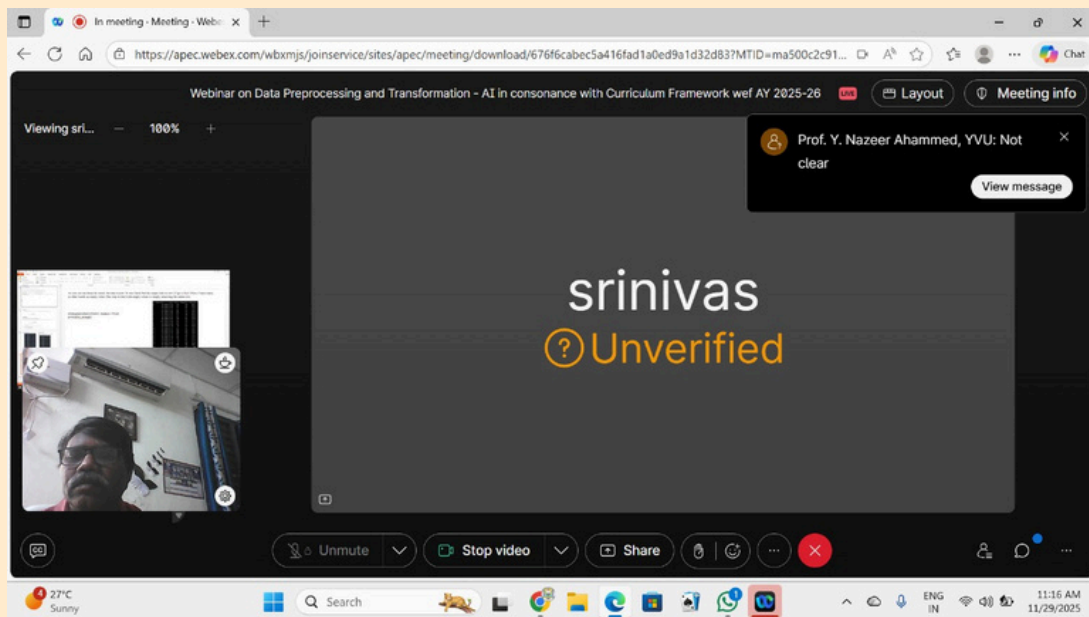 In meeting - Meeting - Webe
https://apec.webex.com/wbxmjs/joinservice/sites/apec/meeting/download/676f6cabec5a416fad1a0ed9a1d32d83?MTID=ma500c2c91...
Chat
Webinar on Data Preprocessing and Transformation - AI in consonance with Curriculum Framework wef AY 2025-26
LIVE
Layout
Meeting info
Viewing sri...
100%
Prof. Y. Nazeer Ahammed, YVU: Not
clear
View message
srinivas
Unverified
Unmute
Stop video
Share
4
27°C
Sunny
Search
1
ENG
IN
11:16 AM
11/29/2025